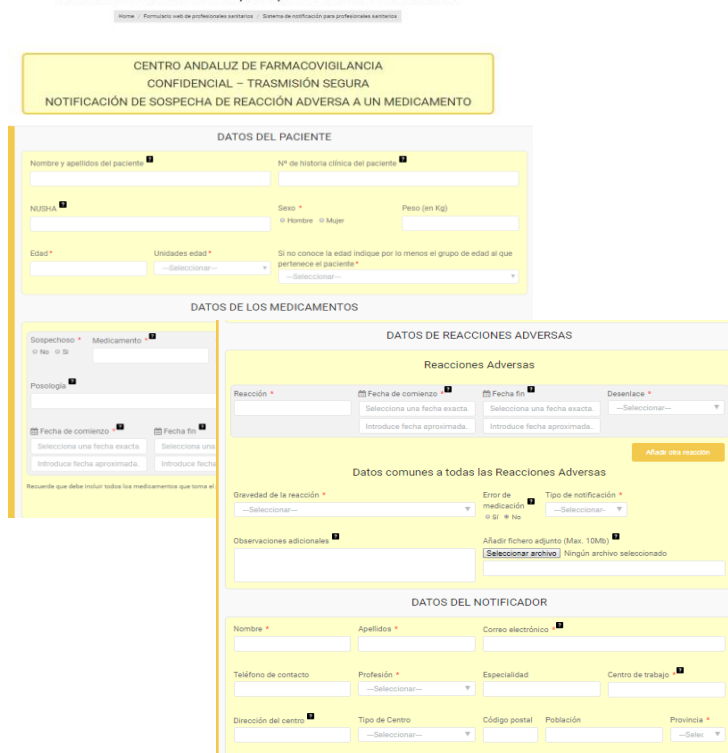 Home / Formulario web de profesionales sanitarios / Sistema de notificación para profesionales sanitarios
CENTRO ANDALUZ DE FARMACOVIGILANCIA
CONFIDENCIAL – TRASMISIÓN SEGURA
NOTIFICACIÓN DE SOSPECHA DE REACCIÓN ADVERSA A UN MEDICAMENTO
DATOS DEL PACIENTE
Nombre y apellidos del paciente ? Nº de historia clínica del paciente ?
NUSHA ? Sexo * Peso (en Kg)
Hombre Mujer
Edad * Unidades edad * Si no conoce la edad indique por lo menos el grupo de edad al que
pertenece el paciente *
---Seleccionar--- ---Seleccionar---
DATOS DE LOS MEDICAMENTOS
Sospechoso * Medicamento * ?
No Si
Posología ?
Fecha de comienzo * ? Fecha fin ?
Selecciona una fecha exacta Selecciona una
Introduce fecha aproximada. Introduce fecha
Recuerde que debe incluir todos los medicamentos que toma el
DATOS DE REACCIONES ADVERSAS
Reacciones Adversas
Reacción * Fecha de comienzo * ? Fecha fin ? Desenlace *
Selecciona una fecha exacta. Selecciona una fecha exacta. ---Seleccionar---
Introduce fecha aproximada. Introduce fecha aproximada.
Añadir otra reacción
Datos comunes a todas las Reacciones Adversas
Gravedad de la reacción * Error de medicación ? Tipo de notificación *
---Seleccionar--- Sí No ---Seleccionar-
Observaciones adicionales ? Añadir fichero adjunto (Max. 10Mb) ?
Seleccionar archivo Ningún archivo seleccionado
DATOS DEL NOTIFICADOR
Nombre * Apellidos * Correo electrónico * ?
Teléfono de contacto Profesión * Especialidad Centro de trabajo * ?
---Seleccionar---
Dirección del centro ? Tipo de Centro Código postal Población Provincia *
---Seleccionar--- ---Selec